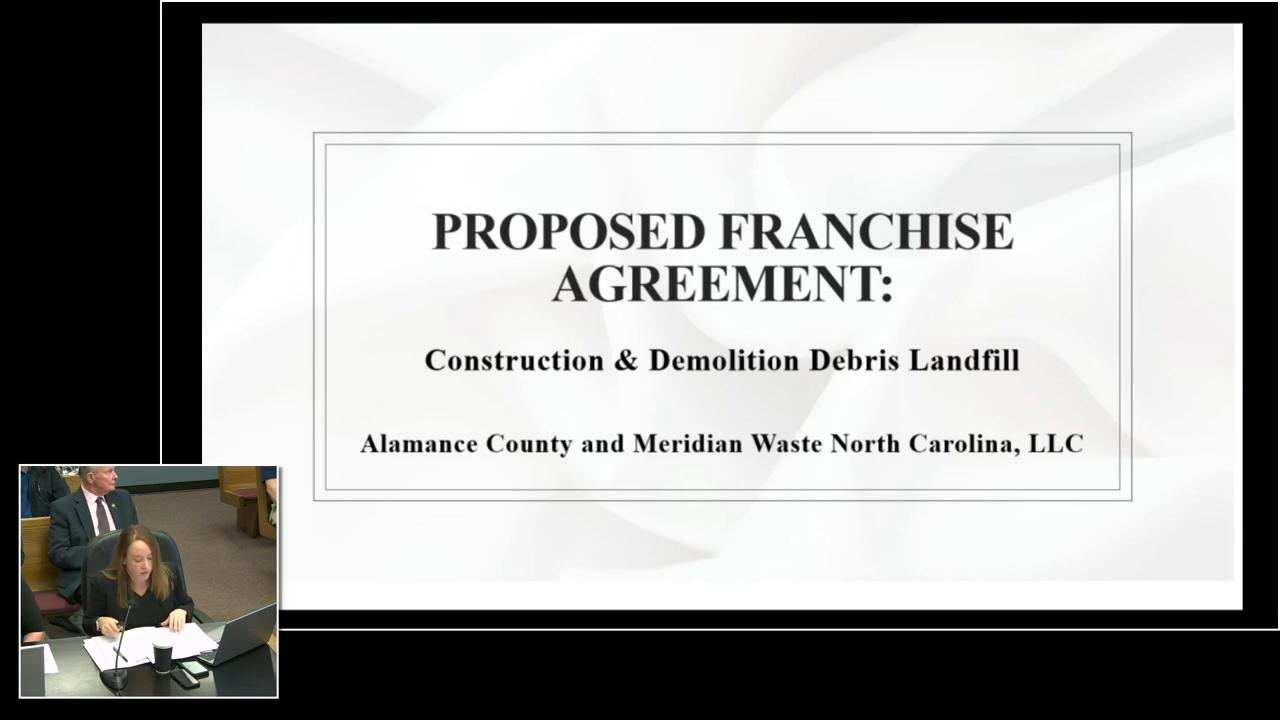 PROPOSED FRANCHISE
AGREEMENT:
Construction & Demolition Debris Landfill
Alamance County and Meridian Waste North Carolina, LLC